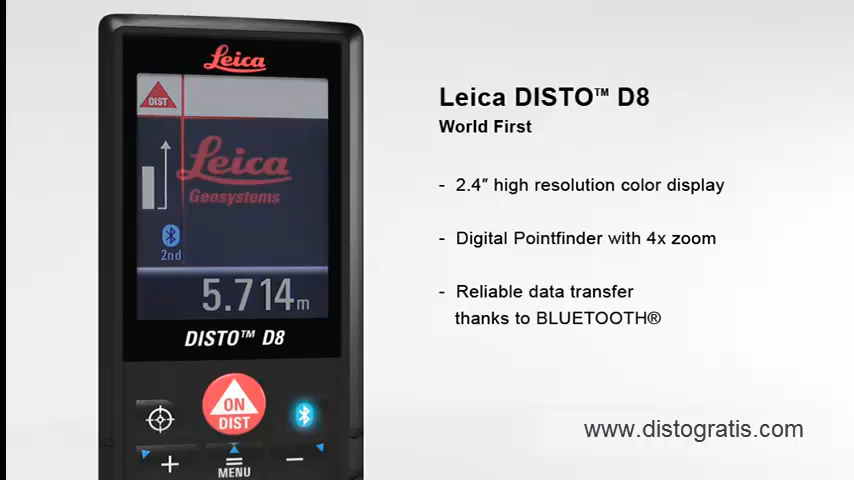 Leica
DIST
Leica
Geosystems
2nd
5.714m
DISTO™ D8
ON
DIST
+
MENU
−
Leica DISTO™ D8
World First
- 2.4″ high resolution color display
- Digital Pointfinder with 4x zoom
- Reliable data transfer
thanks to BLUETOOTH®
www.distogratis.com